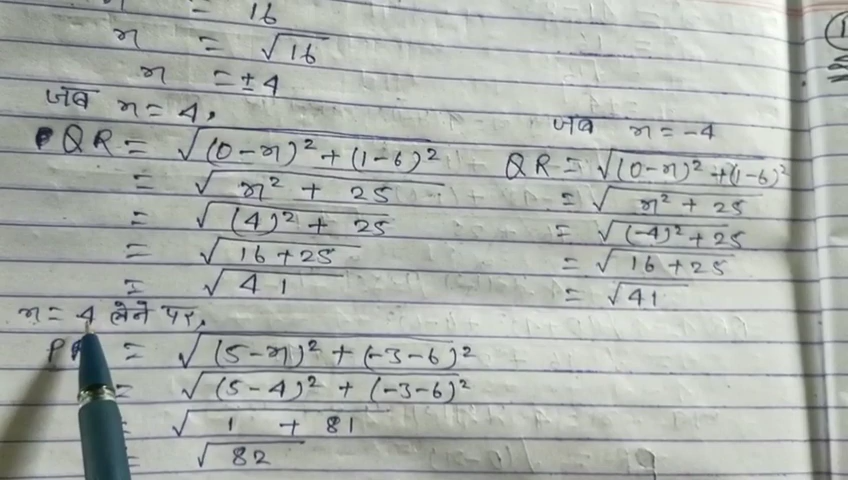 = 16
x = √16
x = ±4
जब x = 4,
QR = √(0-x)² + (1-6)²
= √x² + 25
= √(4)² + 25
= √16+25
= √41
जब x = -4
QR = √(0-x)² + (1-6)²
= √x² + 25
= √(-4)² + 25
= √16 + 25
= √41
x = 4 लेने पर,
P = √(5-x)² + (-3-6)²
= √(5-4)² + (-3-6)²
= √1 + 81
= √82